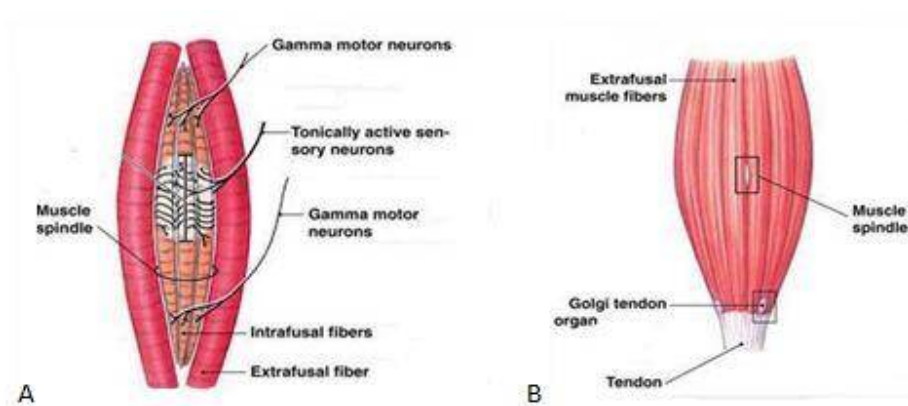 Gamma motor neurons
Tonically active sen-
sory neurons
Gamma motor
neurons
Muscle
spindle
Intrafusal fibers
Extrafusal fiber
A
Extrafusal
muscle fibers
Muscle
spindle
Golgi tendon
organ
Tendon
B